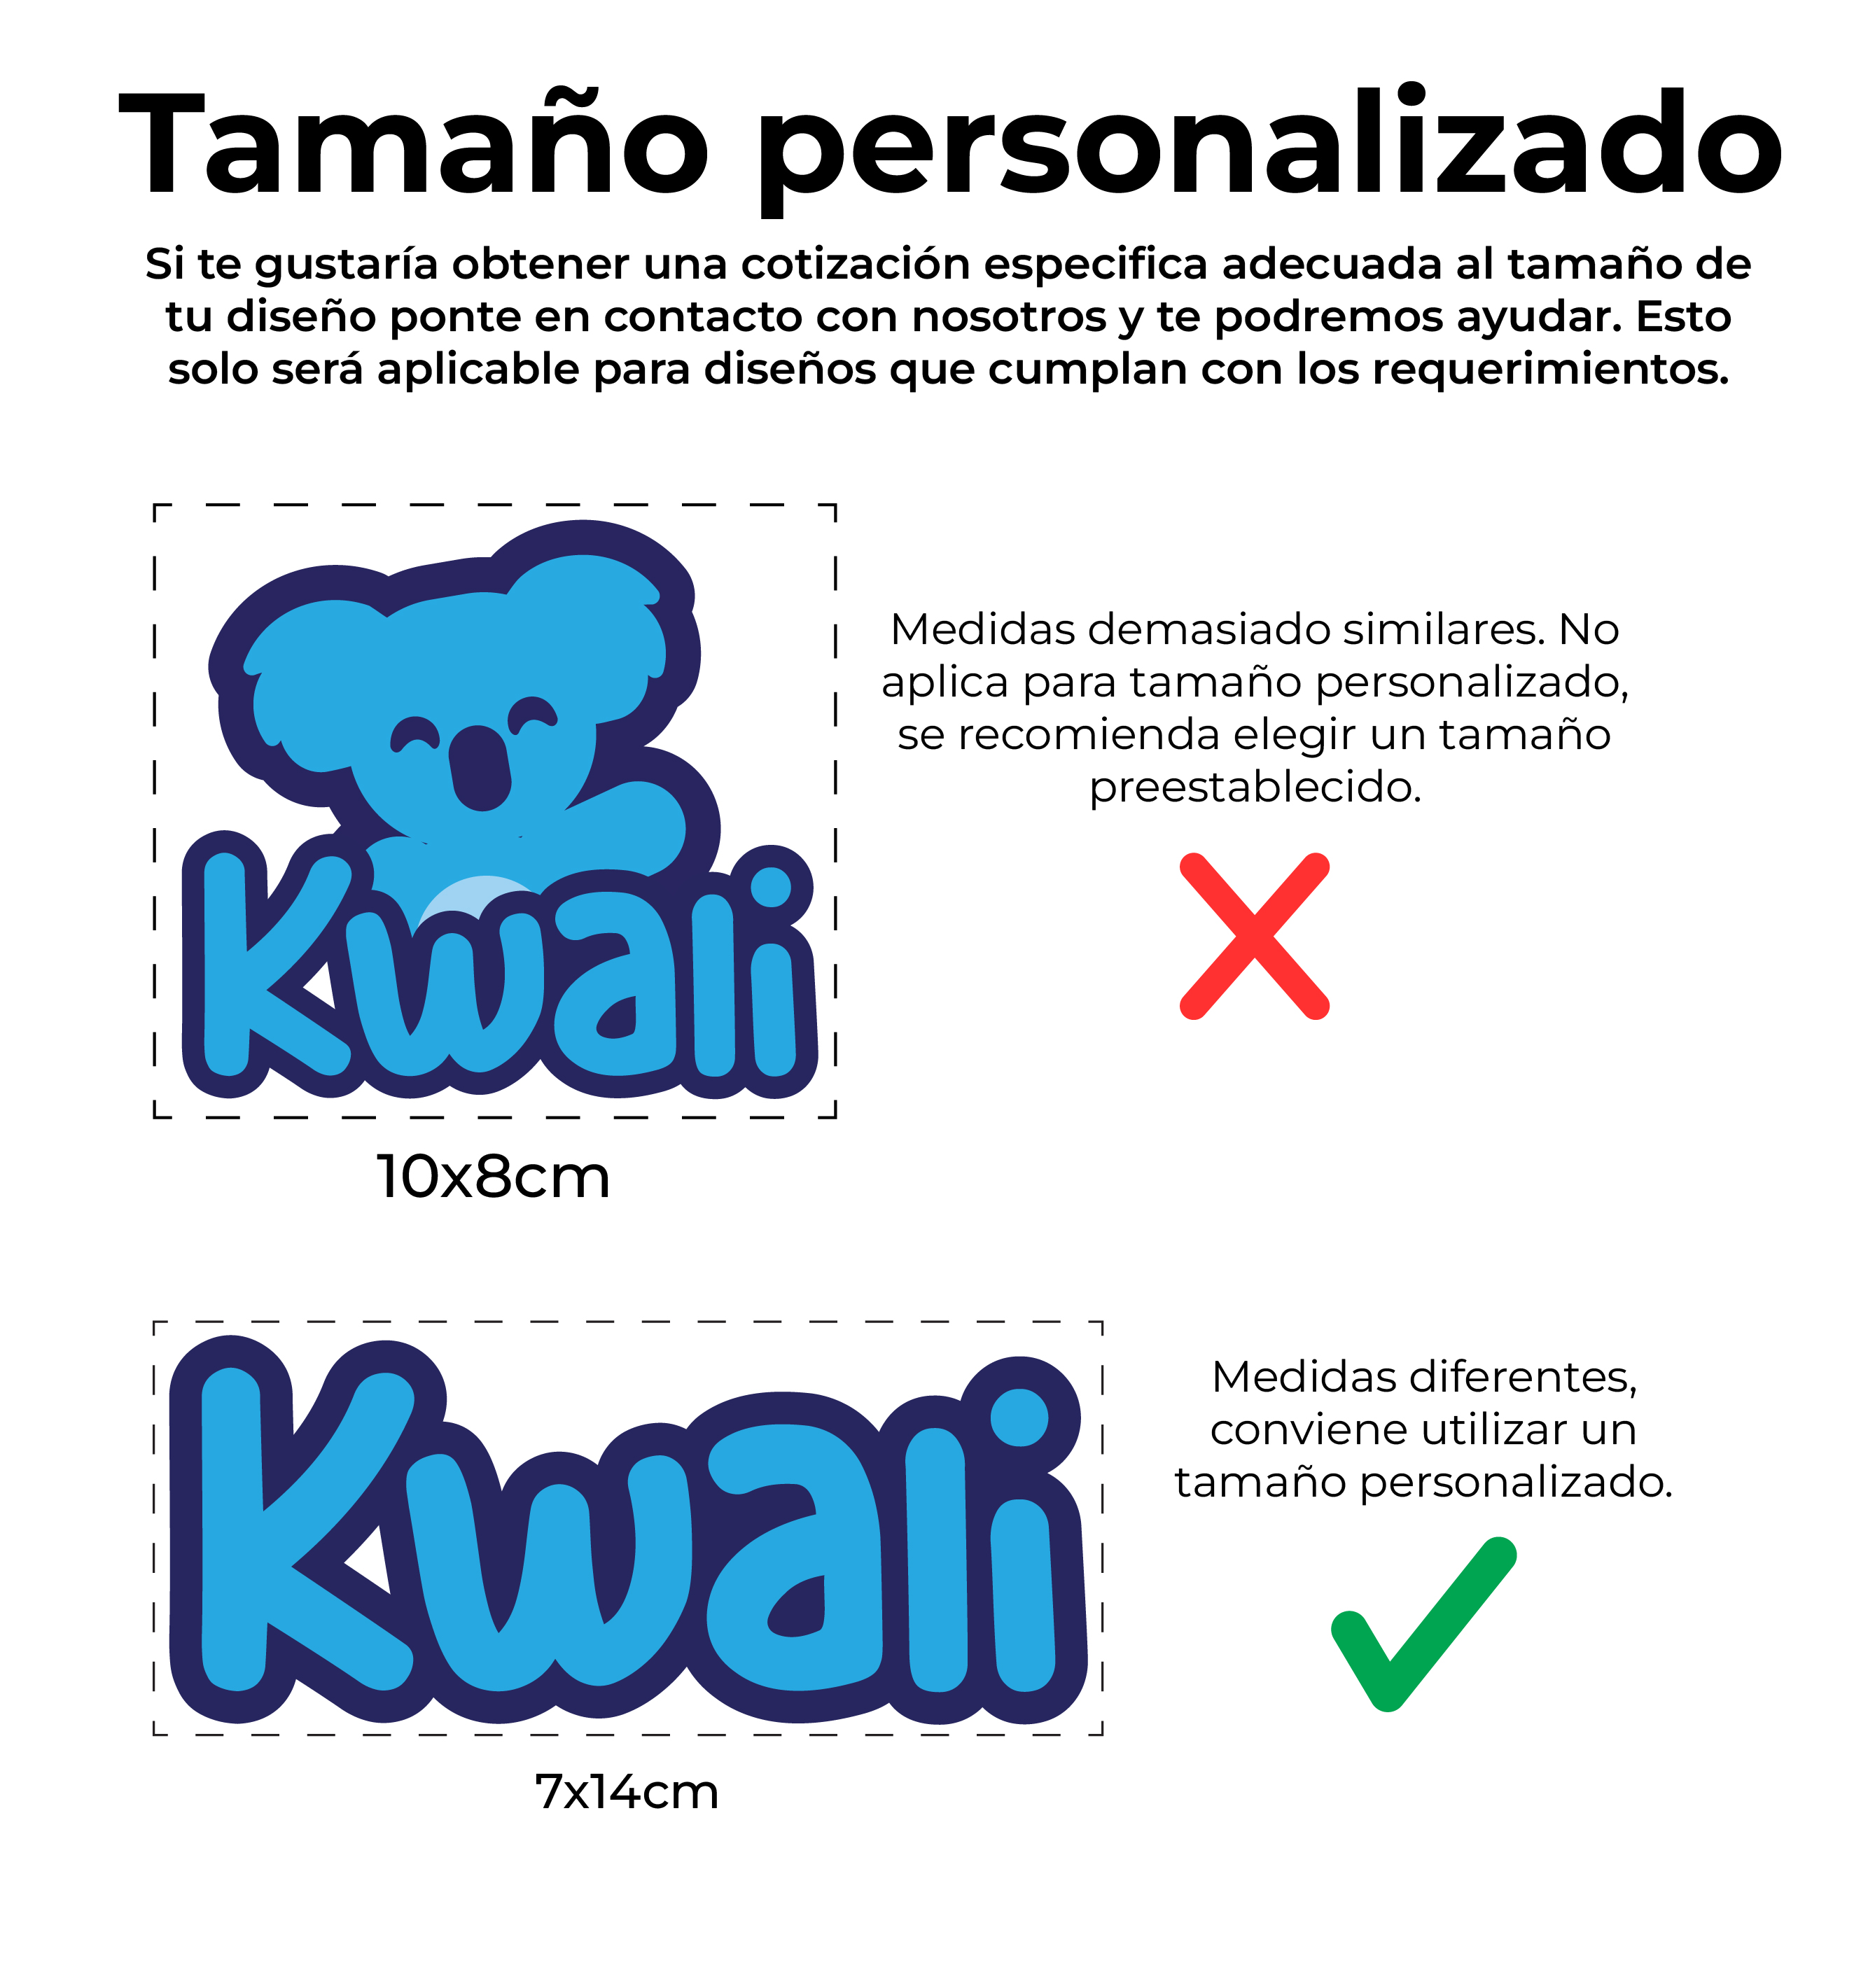 Tamaño personalizado
Si te gustaría obtener una cotización especifica adecuada al tamaño de
tu diseño ponte en contacto con nosotros y te podremos ayudar. Esto
solo será aplicable para diseños que cumplan con los requerimientos.
Medidas demasiado similares. No
aplica para tamaño personalizado,
se recomienda elegir un tamaño
preestablecido.
Kwali
10x8cm
Kwali
Medidas diferentes,
conviene utilizar un
tamaño personalizado.
7x14cm